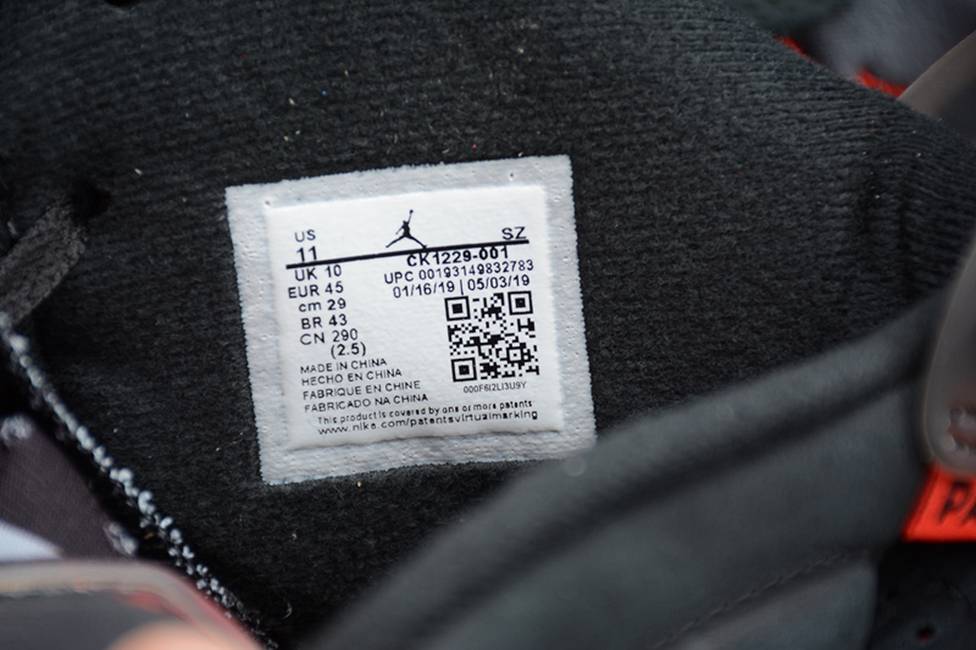 US
SZ
11
CK1229-001
UK 10
UPC 00193149832783
EUR 45
01/16/19 | 05/03/19
cm 29
BR 43
CN 290
(2.5)
MADE IN CHINA
HECHO EN CHINA
FABRIQUE EN CHINE
FABRICADO NA CHINA
000F6I2LI3U9Y
This product is covered by one or more patents
www.nike.com/patentsvirtualmarking